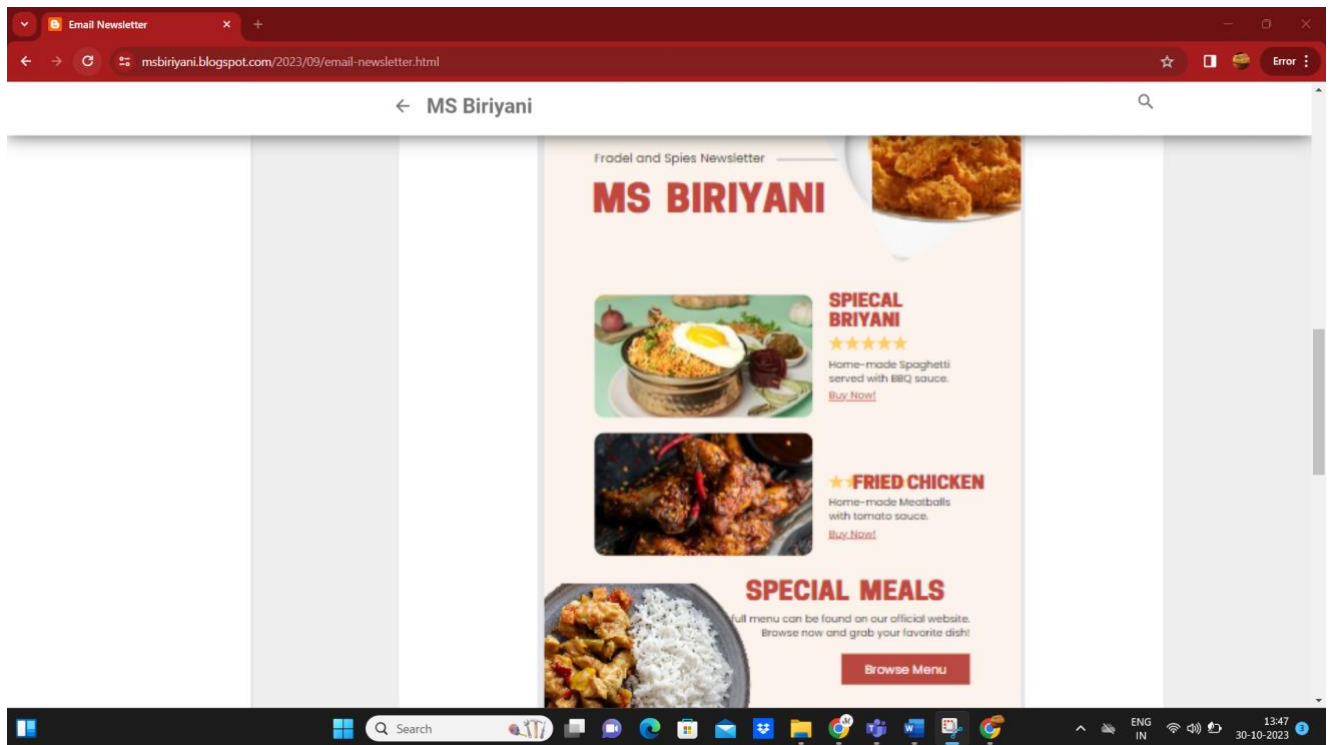 Email Newsletter
msbiriyani.blogspot.com/2023/09/email-newsletter.html
Error
MS Biriyani
Fradel and Spies Newsletter
MS BIRIYANI
SPIECAL
BRIYANI
Home-made Spaghetti
served with BBQ sauce.
Buy Now!
FRIED CHICKEN
Home-made Meatballs
with tomato sauce.
Buy Now!
SPECIAL MEALS
full menu can be found on our official website.
Browse now and grab your favorite dish!
Browse Menu
Search
ENG
IN
13:47
30-10-2023
3